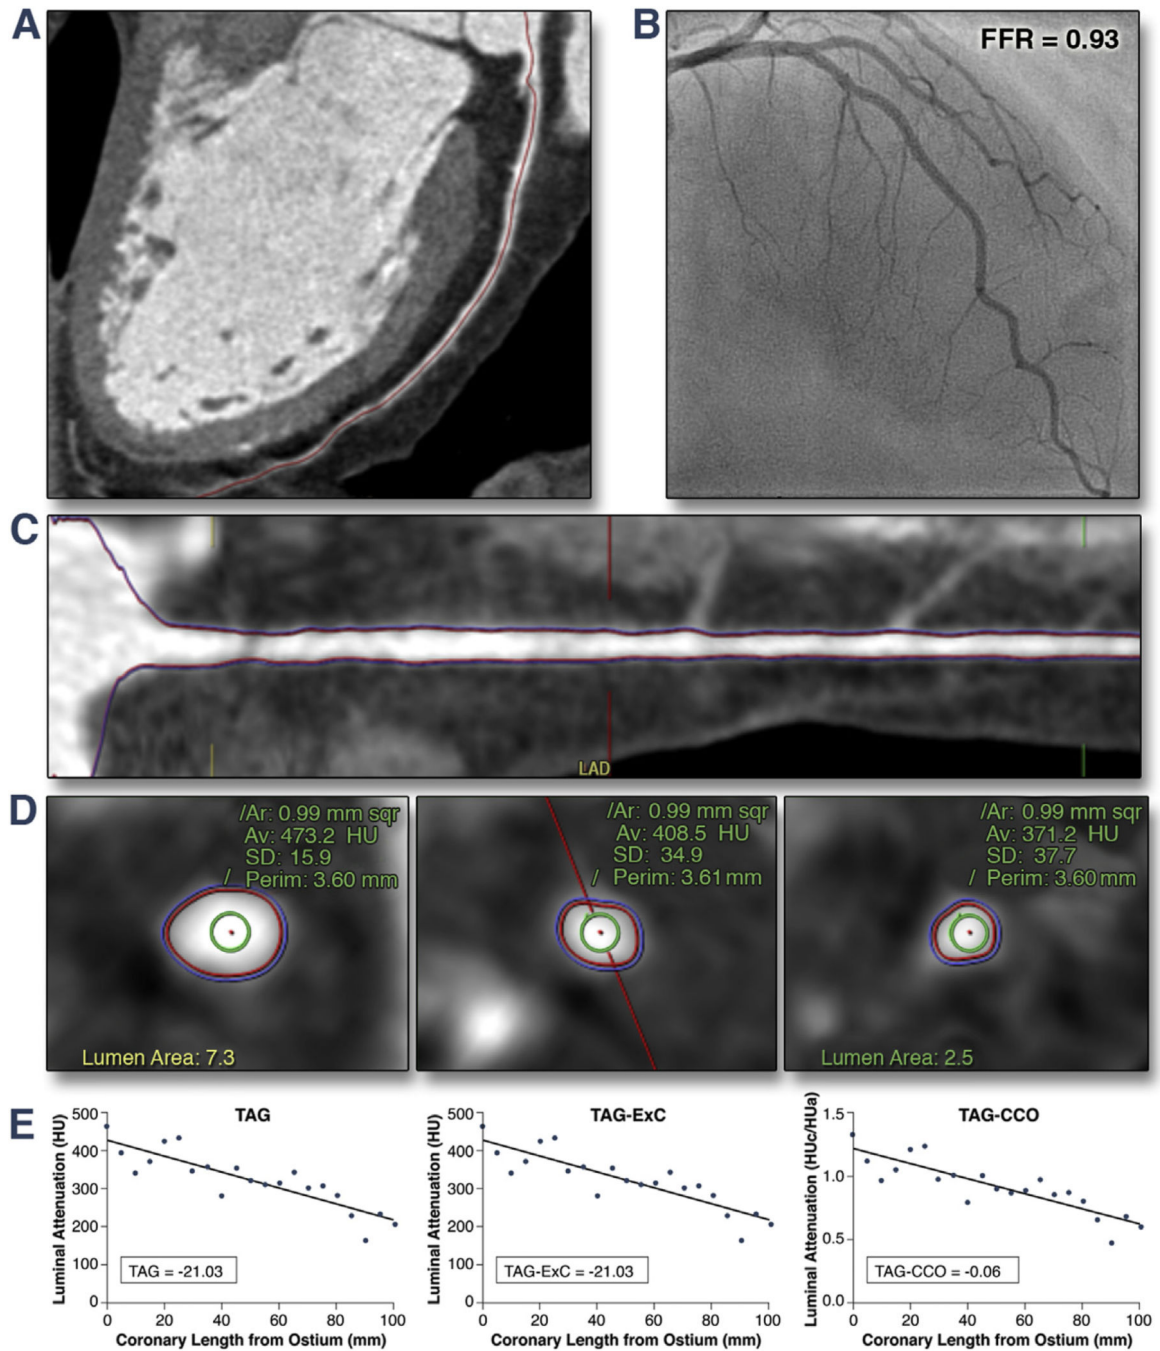 A
B
FFR = 0.93
C
LAD
D
/Ar: 0.99 mm sqr
Av: 473.2 HU
SD: 15.9
/ Perim: 3.60 mm
Lumen Area: 7.3
/Ar: 0.99 mm sqr
Av: 408.5 HU
SD: 34.9
/ Perim: 3.61 mm
/Ar: 0.99 mm sqr
Av: 371.2 HU
SD: 37.7
/ Perim: 3.60 mm
Lumen Area: 2.5
E
TAG
Luminal Attenuation (HU)
500
400
300
200
100
0
TAG = -21.03
0 20 40 60 80 100
Coronary Length from Ostium (mm)
TAG-ExC
Luminal Attenuation (HU)
500
400
300
200
100
0
TAG-ExC = -21.03
0 20 40 60 80 100
Coronary Length from Ostium (mm)
TAG-CCO
Luminal Attenuation (HUc/HUa)
1.5
1.0
0.5
0.0
TAG-CCO = -0.06
0 20 40 60 80 100
Coronary Length from Ostium (mm)